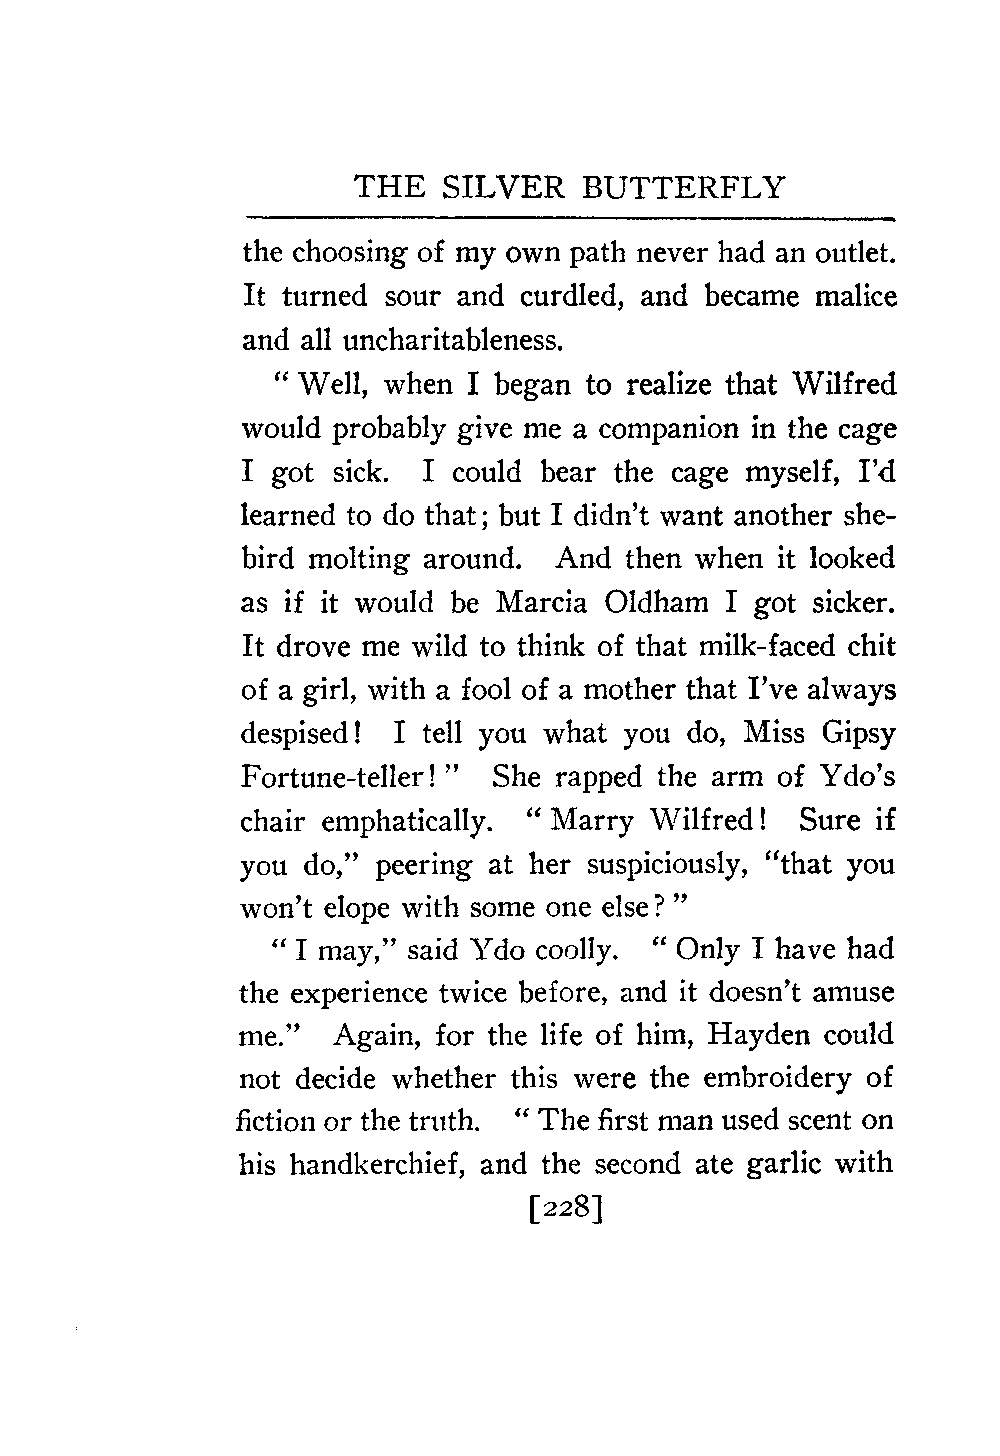 THE SILVER BUTTERFLY
the choosing of my own path never had an outlet.
It turned sour and curdled, and became malice
and all uncharitableness.
“ Well, when I began to realize that Wilfred
would probably give me a companion in the cage
I got sick. I could bear the cage myself, I’d
learned to do that; but I didn’t want another she-
bird molting around. And then when it looked
as if it would be Marcia Oldham I got sicker.
It drove me wild to think of that milk-faced chit
of a girl, with a fool of a mother that I’ve always
despised! I tell you what you do, Miss Gipsy
Fortune-teller! ” She rapped the arm of Ydo’s
chair emphatically. “ Marry Wilfred! Sure if
you do,” peering at her suspiciously, “that you
won’t elope with some one else? ”
“ I may,” said Ydo coolly. “ Only I have had
the experience twice before, and it doesn’t amuse
me.” Again, for the life of him, Hayden could
not decide whether this were the embroidery of
fiction or the truth. “ The first man used scent on
his handkerchief, and the second ate garlic with
[228]